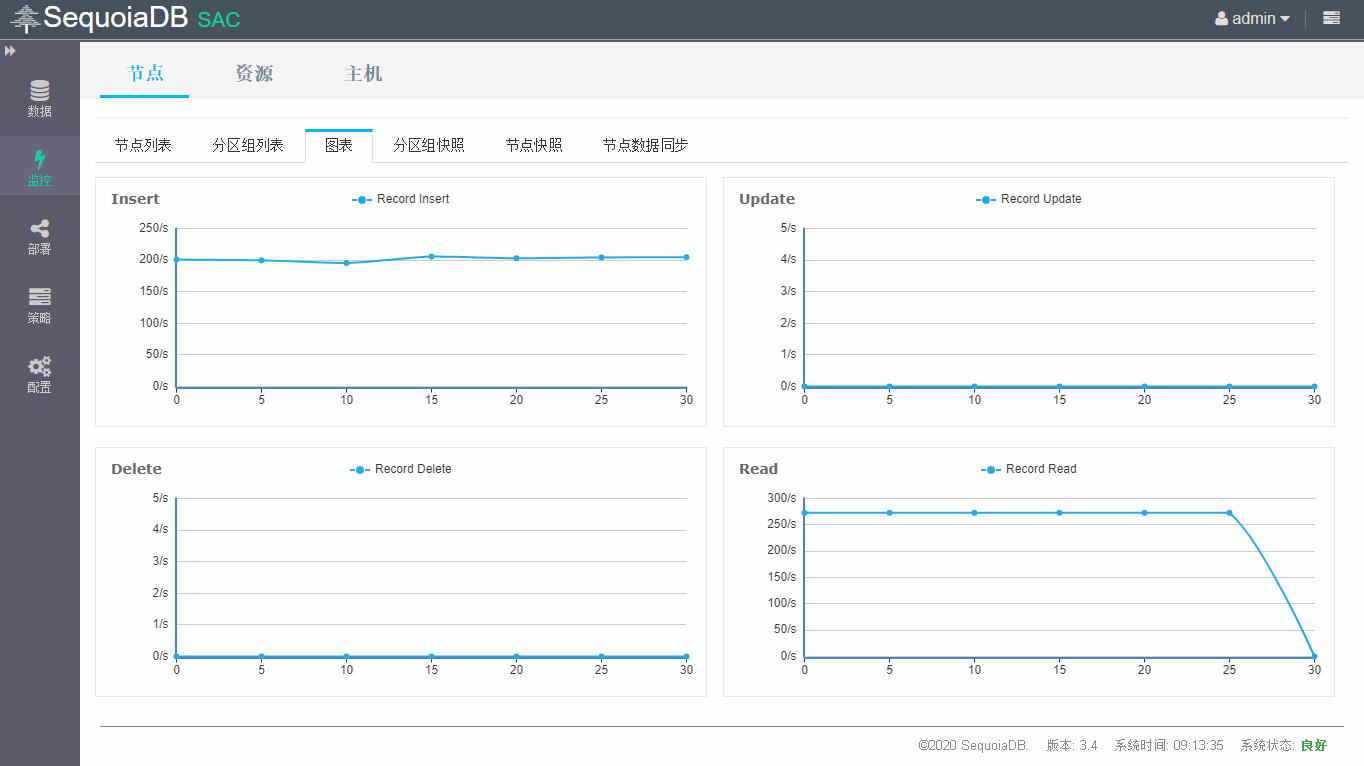 SequoiaDB SAC
admin
数据
监控
部署
策略
配置
节点 资源 主机
节点列表 分区组列表 图表 分区组快照 节点快照 节点数据同步
Insert
Record Insert
250/s
200/s
150/s
100/s
50/s
0/s
0 5 10 15 20 25 30
Update
Record Update
5/s
4/s
3/s
2/s
1/s
0/s
0 5 10 15 20 25 30
Delete
Record Delete
5/s
4/s
3/s
2/s
1/s
0/s
0 5 10 15 20 25 30
Read
Record Read
300/s
250/s
200/s
150/s
100/s
50/s
0/s
0 5 10 15 20 25 30
©2020 SequoiaDB. 版本: 3.4 系统时间: 09:13:35 系统状态: 良好